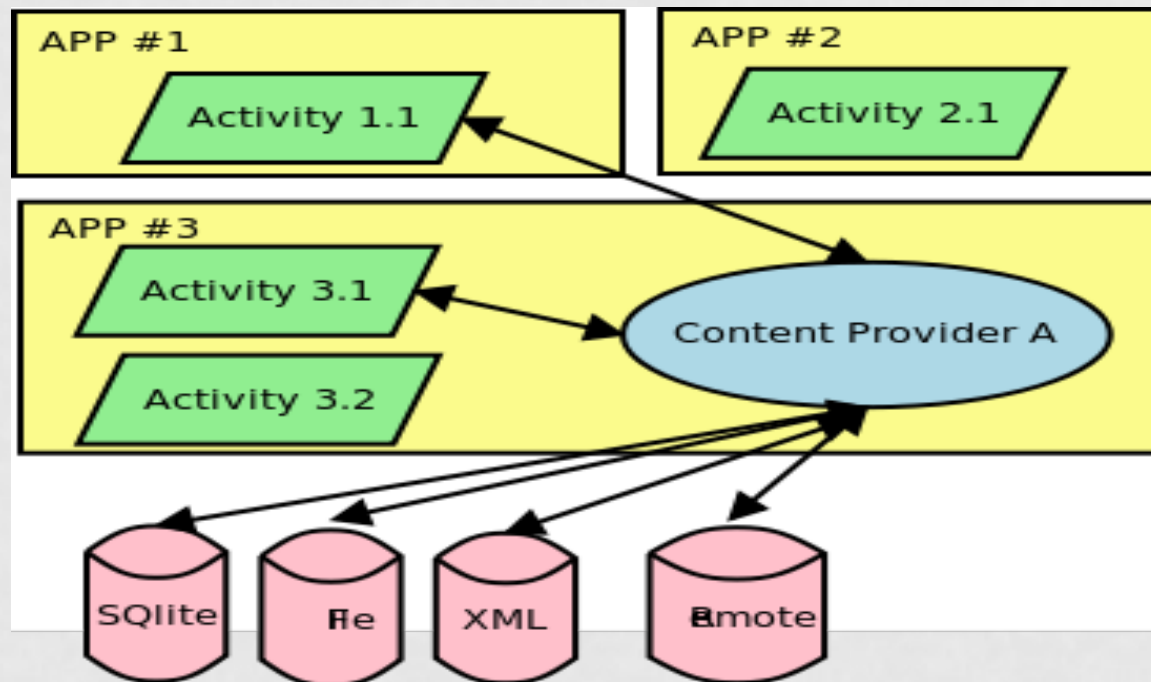 APP #1
APP #2
Activity 1.1
Activity 2.1
APP #3
Activity 3.1
Content Provider A
Activity 3.2
SQlite
XML